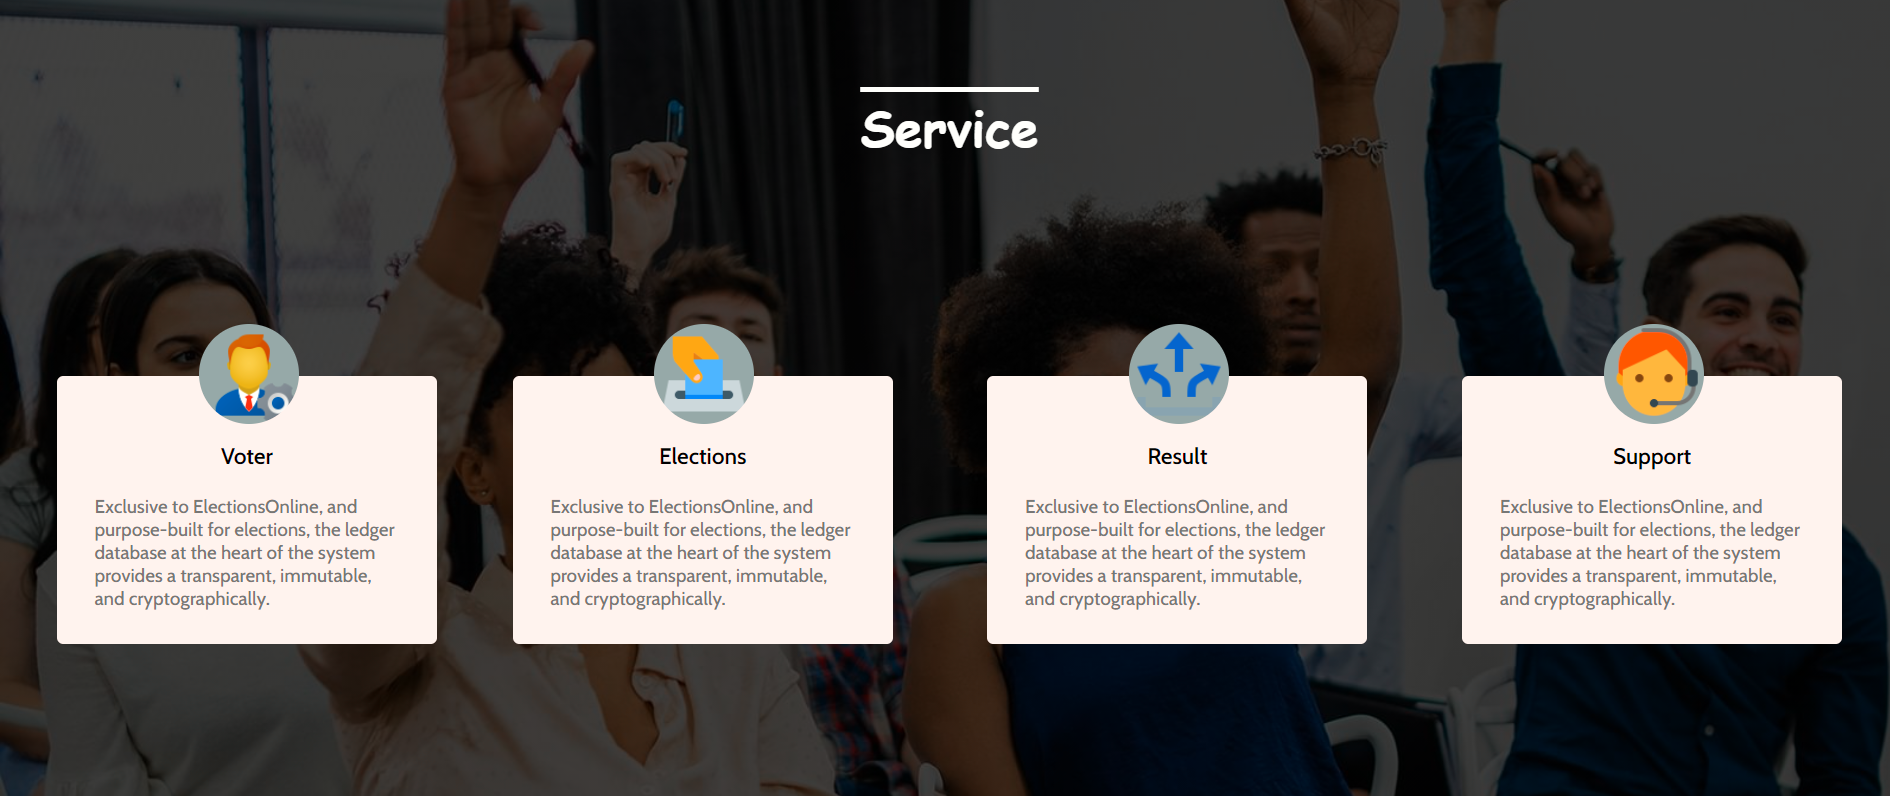 Service
Voter
Exclusive to ElectionsOnline, and
purpose-built for elections, the ledger
database at the heart of the system
provides a transparent, immutable,
and cryptographically.
Elections
Exclusive to ElectionsOnline, and
purpose-built for elections, the ledger
database at the heart of the system
provides a transparent, immutable,
and cryptographically.
Result
Exclusive to ElectionsOnline, and
purpose-built for elections, the ledger
database at the heart of the system
provides a transparent, immutable,
and cryptographically.
Support
Exclusive to ElectionsOnline, and
purpose-built for elections, the ledger
database at the heart of the system
provides a transparent, immutable,
and cryptographically.